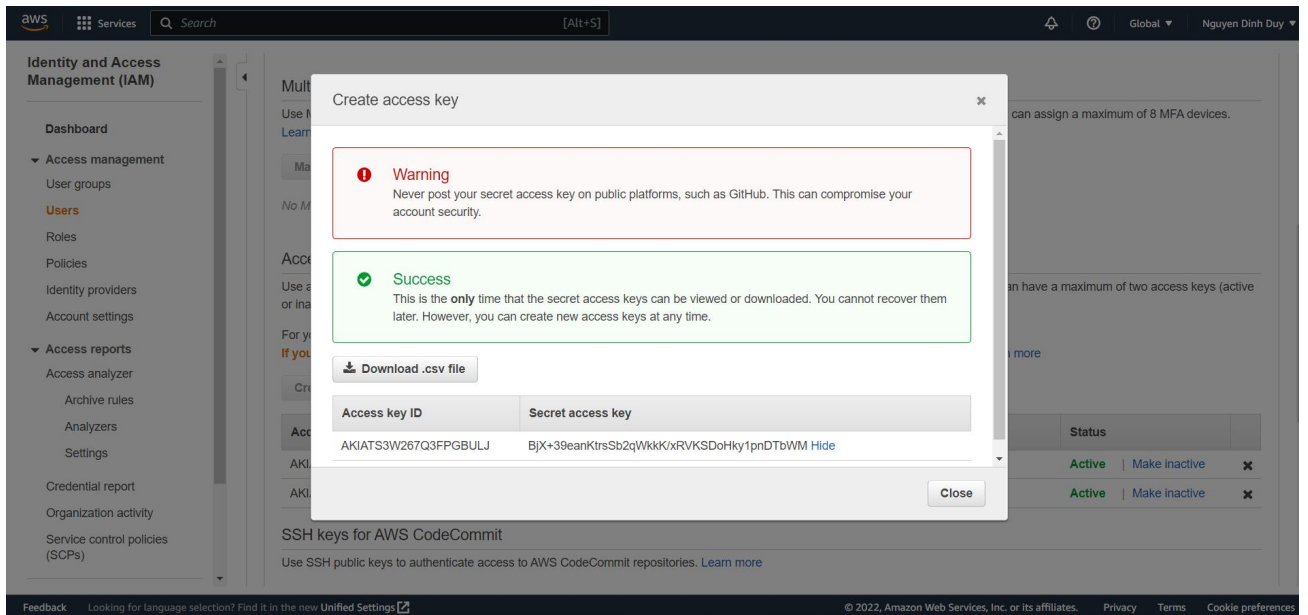 aws
Services
Search
[Alt+S]
Global
Nguyen Dinh Duy
Identity and Access
Management (IAM)
Dashboard
Access management
User groups
Users
Roles
Policies
Identity providers
Account settings
Access reports
Access analyzer
Archive rules
Analyzers
Settings
Credential report
Organization activity
Service control policies
(SCPs)
Mult
Use
can assign a maximum of 8 MFA devices.
Learn
Ma
No M
Acce
Use a
an have a maximum of two access keys (active
or ina
For yo
If you
more
Cre
Acc
Status
AKI
Active | Make inactive
AKI
Active | Make inactive
SSH keys for AWS CodeCommit
Use SSH public keys to authenticate access to AWS CodeCommit repositories. Learn more
Create access key
Warning
Never post your secret access key on public platforms, such as GitHub. This can compromise your
account security.
Success
This is the only time that the secret access keys can be viewed or downloaded. You cannot recover them
later. However, you can create new access keys at any time.
Download .csv file
Access key ID
Secret access key
AKIATS3W267Q3FPGBULJ
BjX+39eanKtrsSb2qWkkK/xRVKSDoHky1pnDTbWM Hide
Close
Feedback
Looking for language selection? Find it in the new Unified Settings
© 2022, Amazon Web Services, Inc. or its affiliates.
Privacy
Terms
Cookie preferences